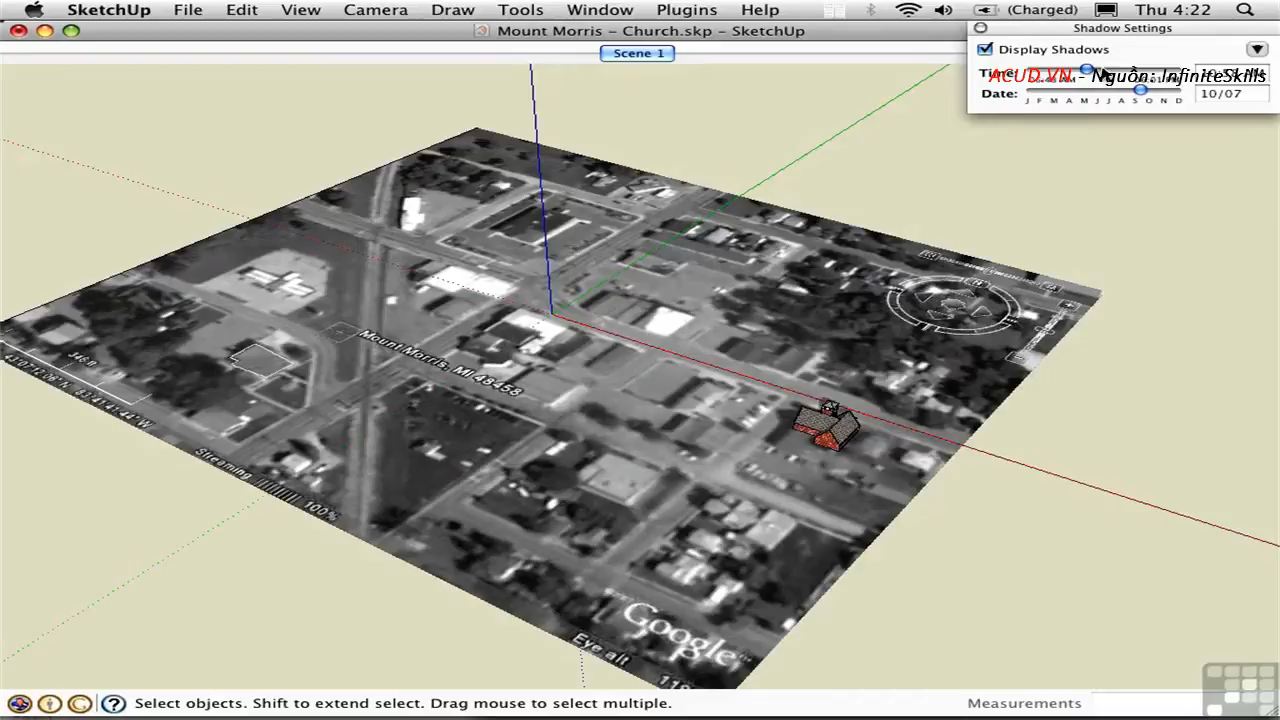 SketchUp File Edit View Camera Draw Tools Window Plugins Help (Charged) Thu 4:22
Mount Morris – Church.skp – SketchUp
Shadow Settings
Scene 1
Display Shadows
Time:
ACUD.VN - Nguồn: InfiniteSkills
Date: 10/07
J F M A M J J A S O N D
Mount Morris, MI 48458
Streaming 100%
Google
Eye alt
Select objects. Shift to extend select. Drag mouse to select multiple. Measurements